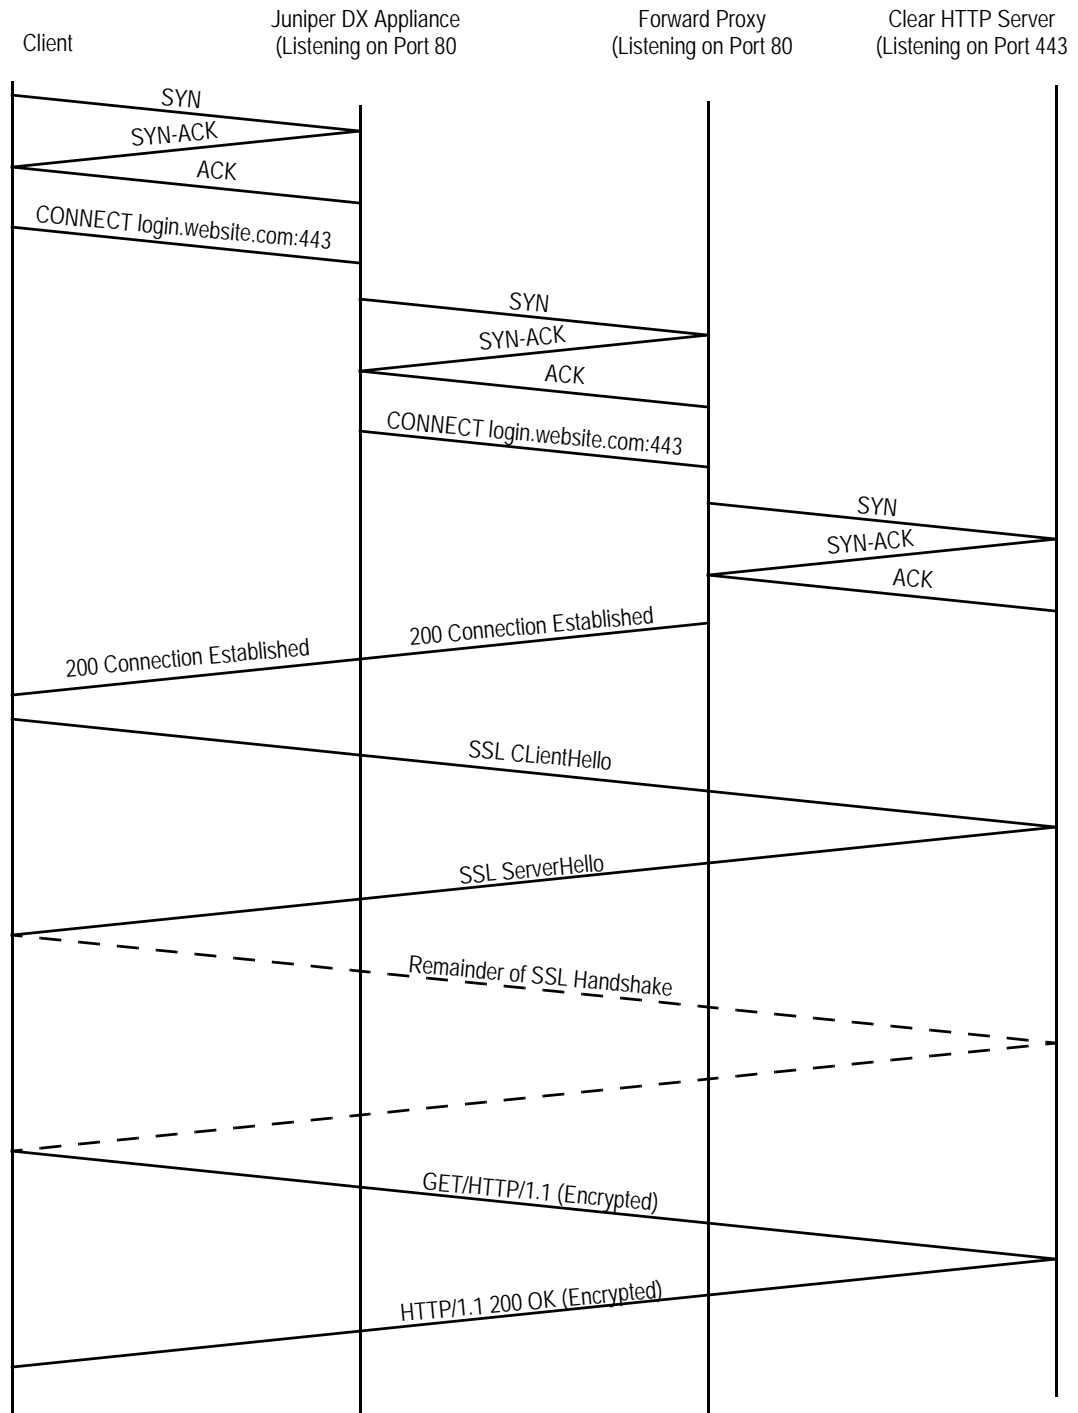 Client
Juniper DX Appliance
(Listening on Port 80
Forward Proxy
(Listening on Port 80
Clear HTTP Server
(Listening on Port 443
SYN
SYN-ACK
ACK
CONNECT login.website.com:443
SYN
SYN-ACK
ACK
CONNECT login.website.com:443
SYN
SYN-ACK
ACK
200 Connection Established
200 Connection Established
SSL CLientHello
SSL ServerHello
Remainder of SSL Handshake
GET/HTTP/1.1 (Encrypted)
HTTP/1.1 200 OK (Encrypted)